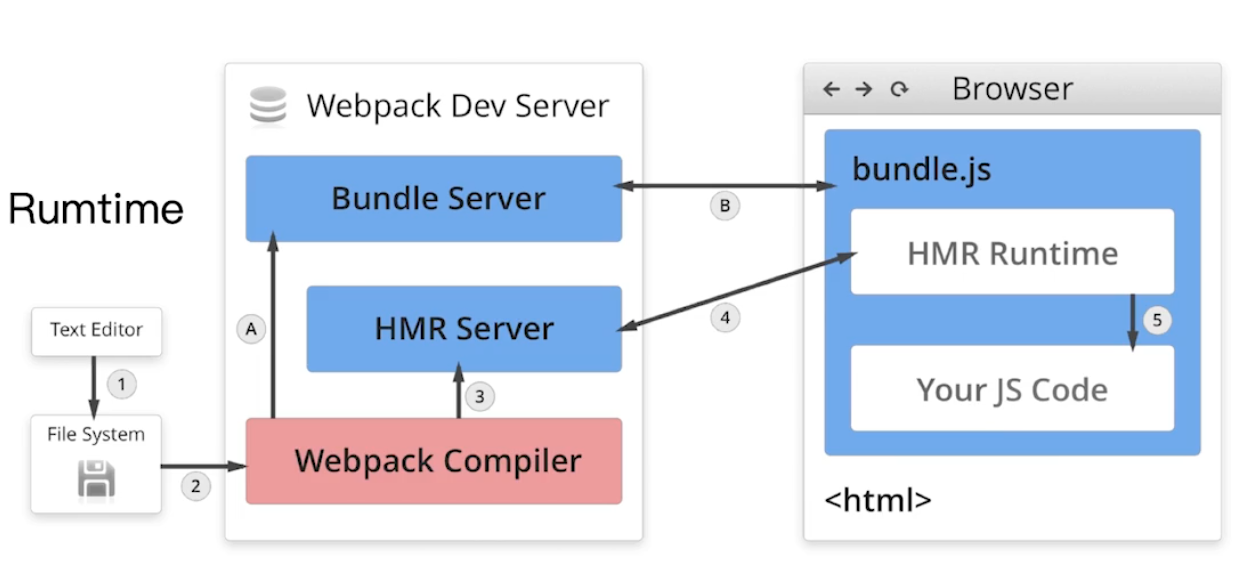 Webpack Dev Server
Browser
bundle.js
Bundle Server
B
Rumtime
HMR Runtime
Text Editor
A
HMR Server
4
5
1
3
Your JS Code
File System
Webpack Compiler
2
<html>